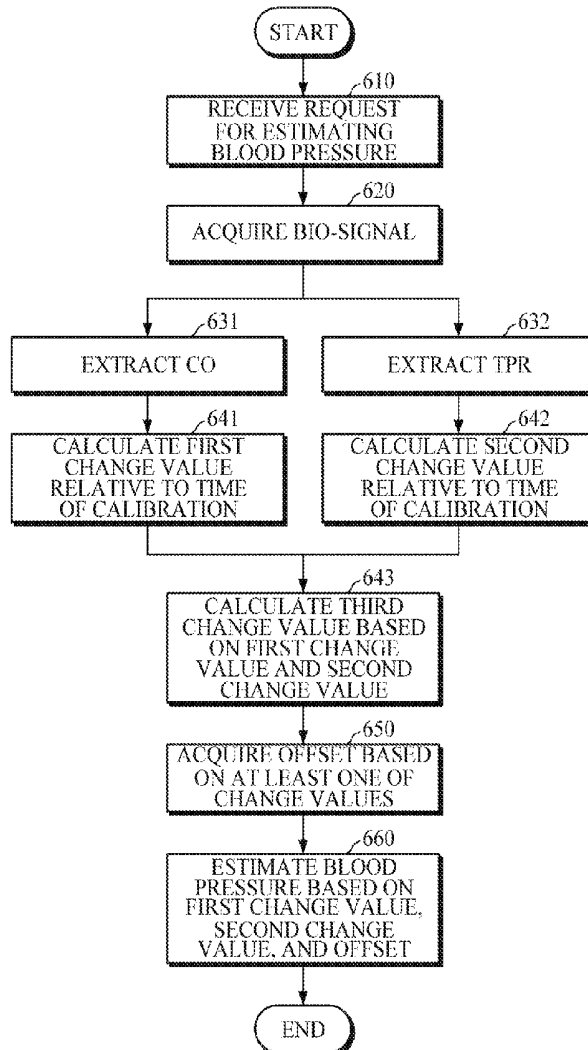 START
610
RECEIVE REQUEST
FOR ESTIMATING
BLOOD PRESSURE
620
ACQUIRE BIO-SIGNAL
631
EXTRACT CO
632
EXTRACT TPR
641
CALCULATE FIRST
CHANGE VALUE
RELATIVE TO TIME
OF CALIBRATION
642
CALCULATE SECOND
CHANGE VALUE
RELATIVE TO TIME
OF CALIBRATION
643
CALCULATE THIRD
CHANGE VALUE BASED
ON FIRST CHANGE
VALUE AND SECOND
CHANGE VALUE
650
ACQUIRE OFFSET BASED
ON AT LEAST ONE OF
CHANGE VALUES
660
ESTIMATE BLOOD
PRESSURE BASED ON
FIRST CHANGE VALUE,
SECOND CHANGE
VALUE, AND OFFSET
END